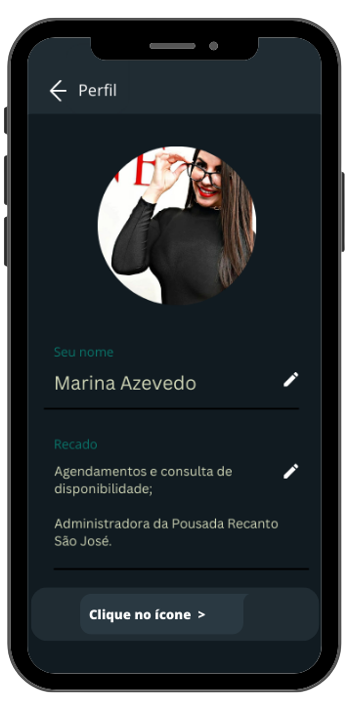 Perfil
Seu nome
Marina Azevedo
Recado
Agendamentos e consulta de
disponibilidade;
Administradora da Pousada Recanto
São José.
Clique no ícone >